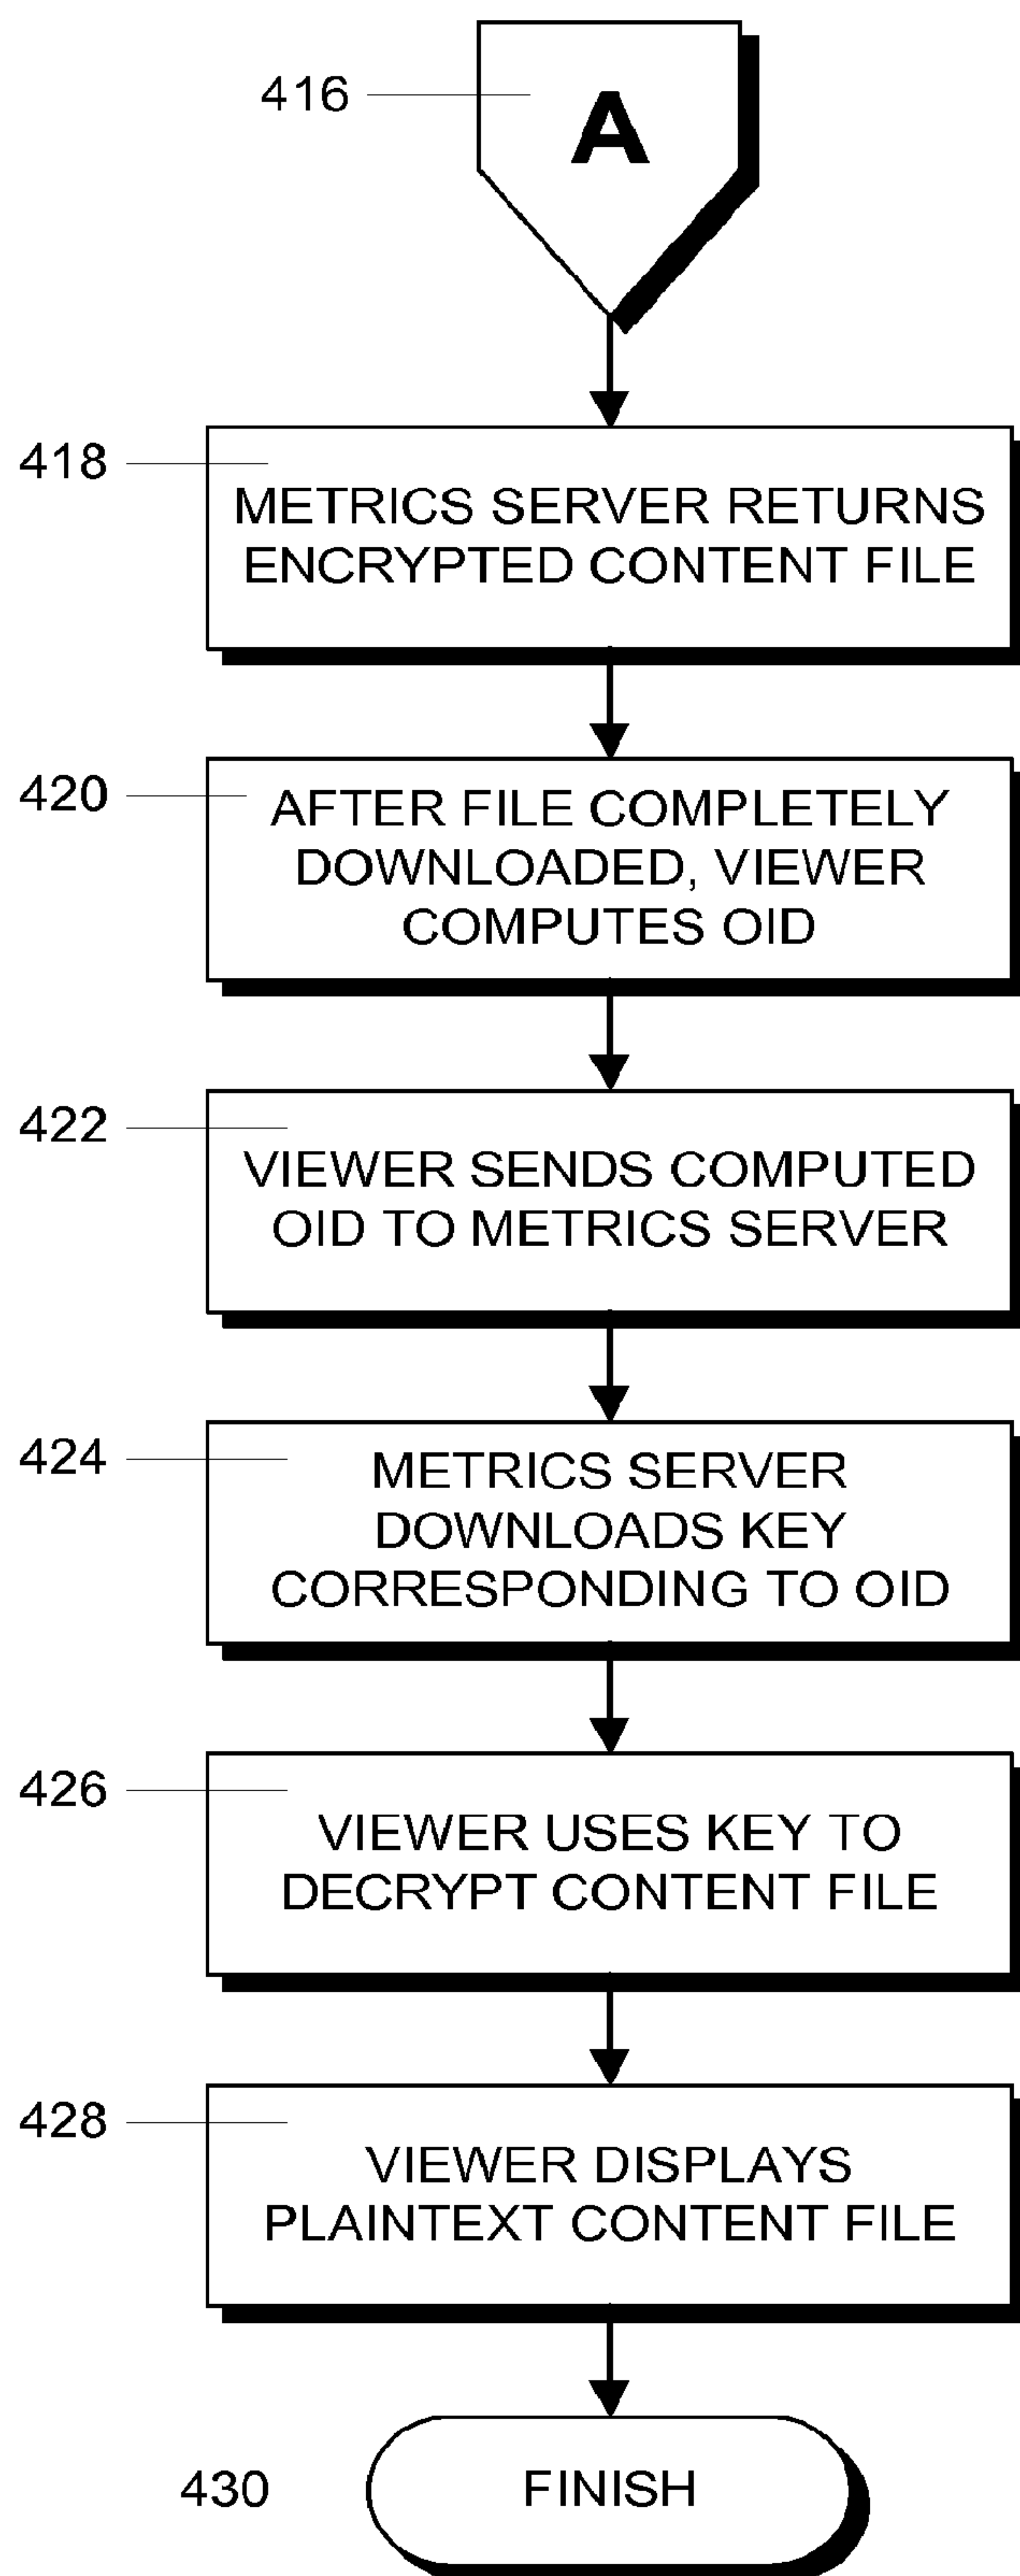 416
A
418
METRICS SERVER RETURNS
ENCRYPTED CONTENT FILE
420
AFTER FILE COMPLETELY
DOWNLOADED, VIEWER
COMPUTES OID
422
VIEWER SENDS COMPUTED
OID TO METRICS SERVER
424
METRICS SERVER
DOWNLOADS KEY
CORRESPONDING TO OID
426
VIEWER USES KEY TO
DECRYPT CONTENT FILE
428
VIEWER DISPLAYS
PLAINTEXT CONTENT FILE
430
FINISH